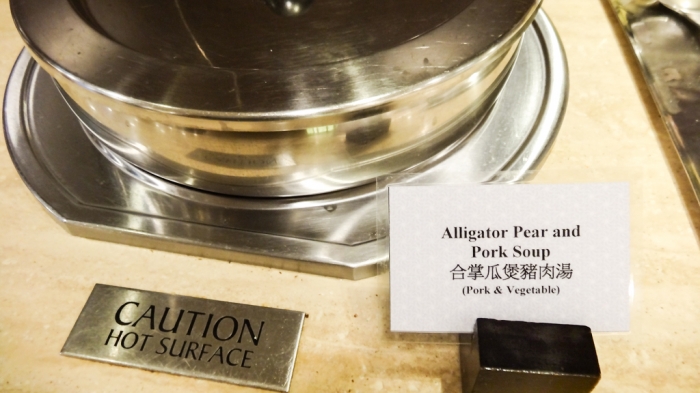 Alligator Pear and
Pork Soup
合掌瓜煲豬肉湯
(Pork & Vegetable)
CAUTION
HOT SURFACE